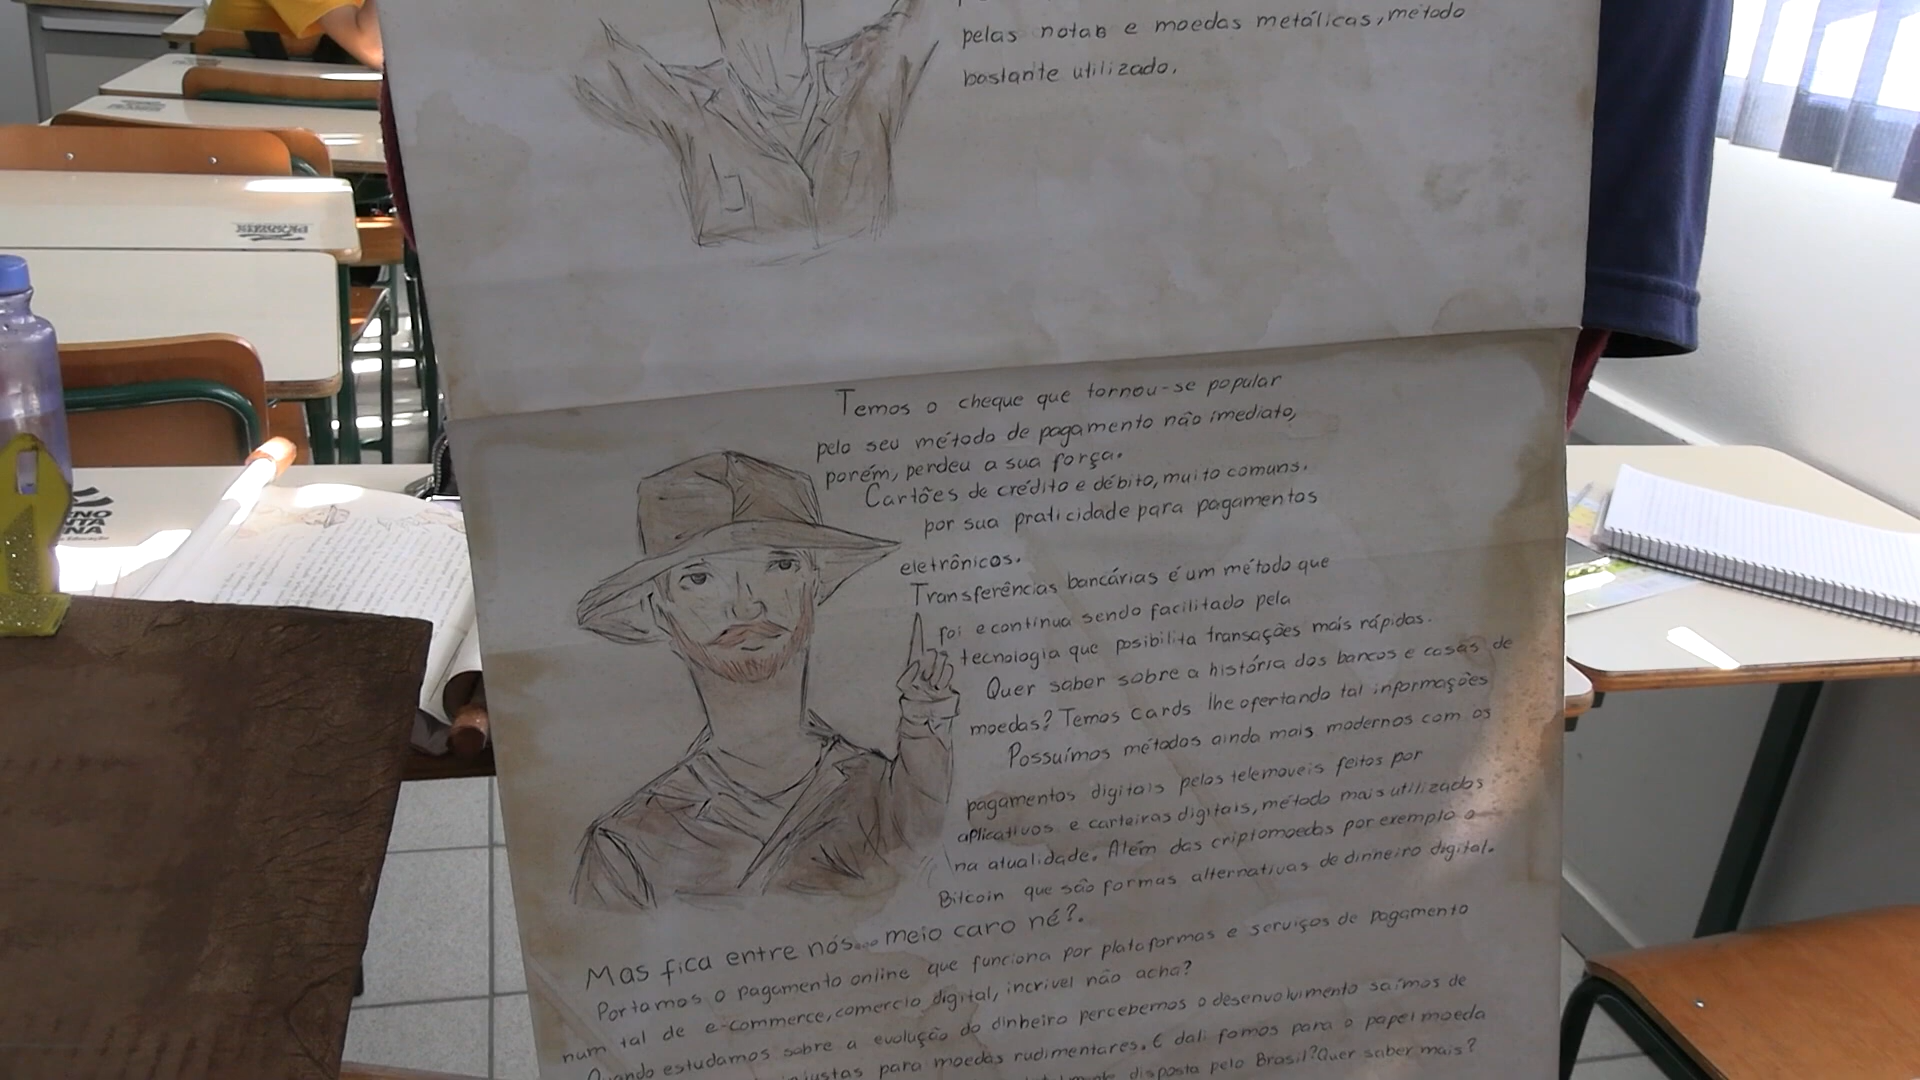 pelas notas e moedas metálicas, método
bastante utilizado.
Temos o cheque que tornou-se popular
pelo seu método de pagamento não imediato,
porém, perdeu a sua força.
Cartões de crédito e débito, muito comuns,
por sua praticidade para pagamentos
eletrônicos.
Transferências bancárias é um método que
foi e continua sendo facilitado pela
tecnologia que posibilita transações mais rápidas.
Quer saber sobre a história dos bancos e casas de
moedas? Temos cards lhe ofertando tal informações
Possuímos métodos ainda mais modernos com os
pagamentos digitais pelos telemoveis feitos por
aplicativos e carteiras digitais, método mais utilizados
na atualidade. Além das criptomoedas por exemplo o
Bitcoin que são formas alternativas de dinheiro digital.
Mas fica entre nós... meio caro né?.
Portamos o pagamento online que funciona por plataformas e serviços de pagamento
num tal de e-commerce, comercio digital, incrivel não acha?
Quando estudamos sobre a evolução do dinheiro percebemos o desenvolvimento saímos de
injustas para moedas rudimentares. E dali fomos para o papel moeda
disposta pelo Brasil? Quer saber mais?